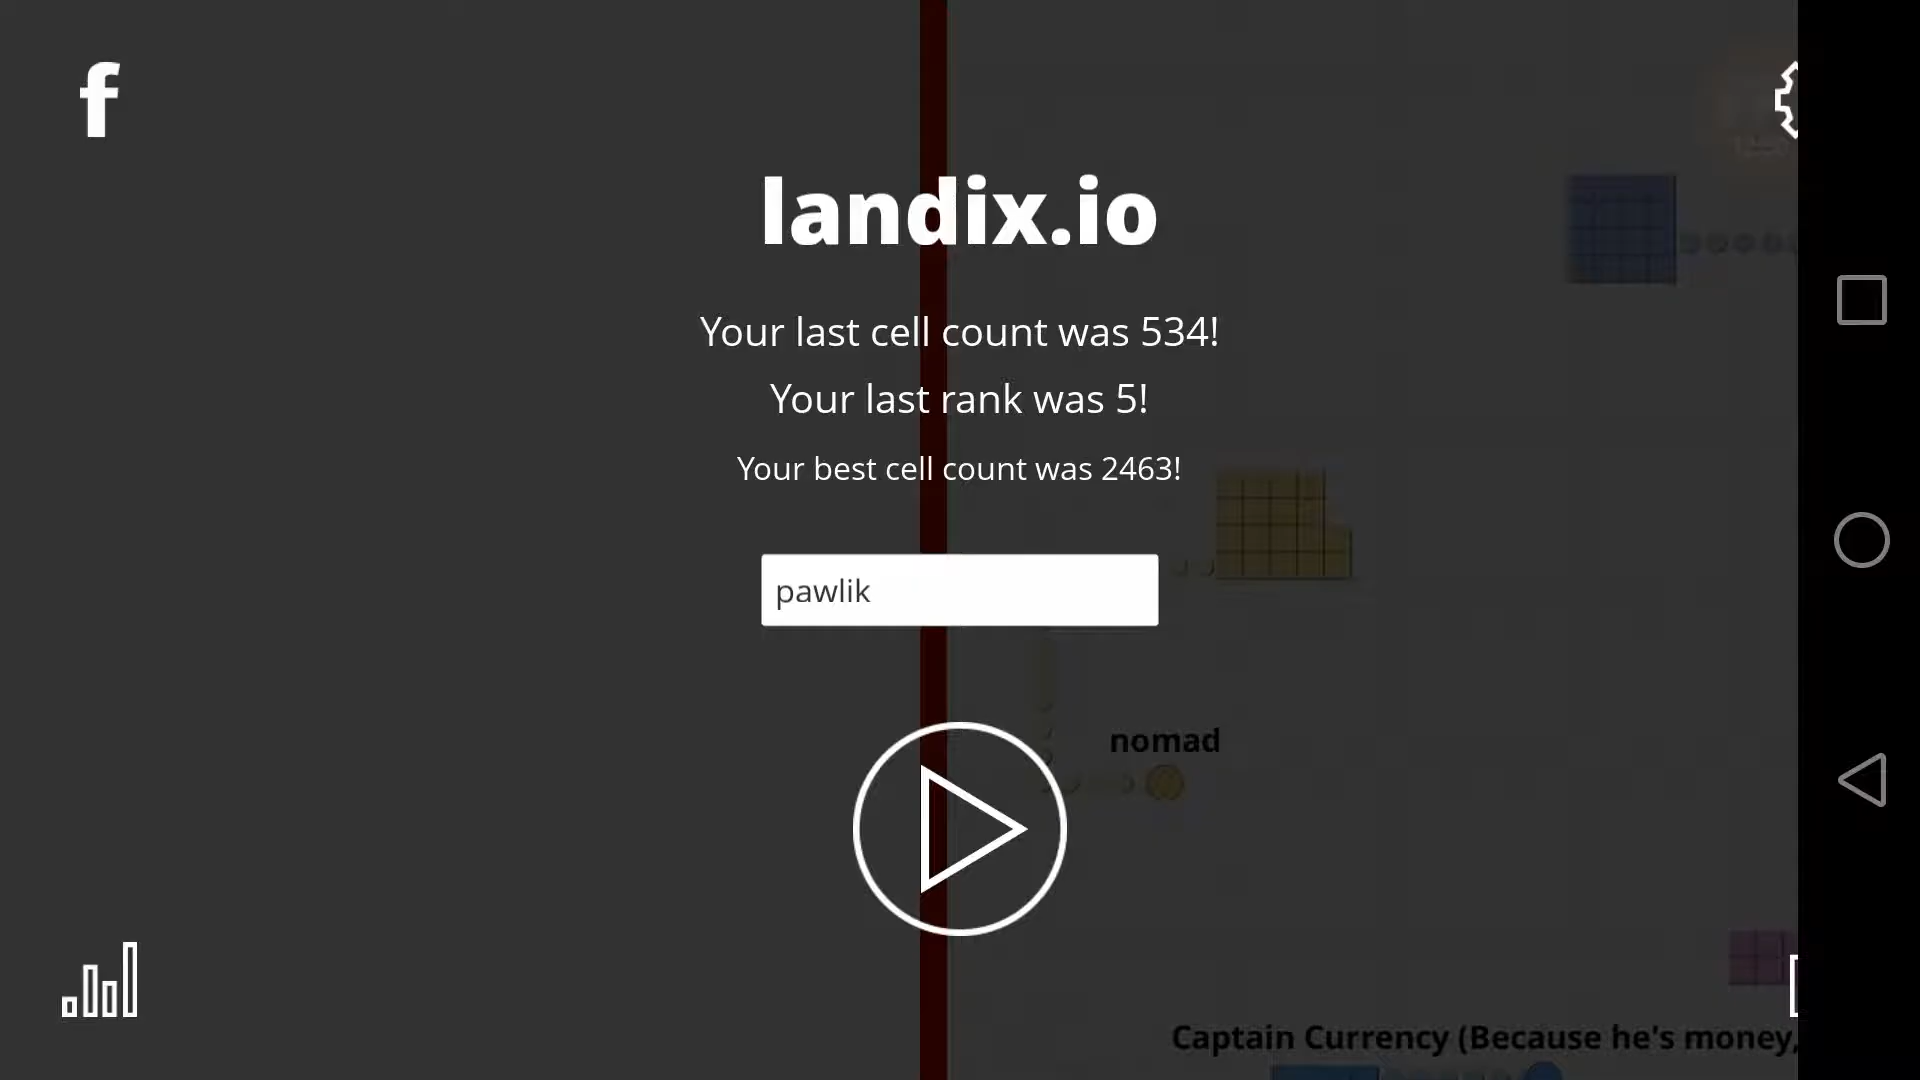 f
landix.io
Your last cell count was 534!
Your last rank was 5!
Your best cell count was 2463!
pawlik
nomad
Captain Currency (Because he's money,